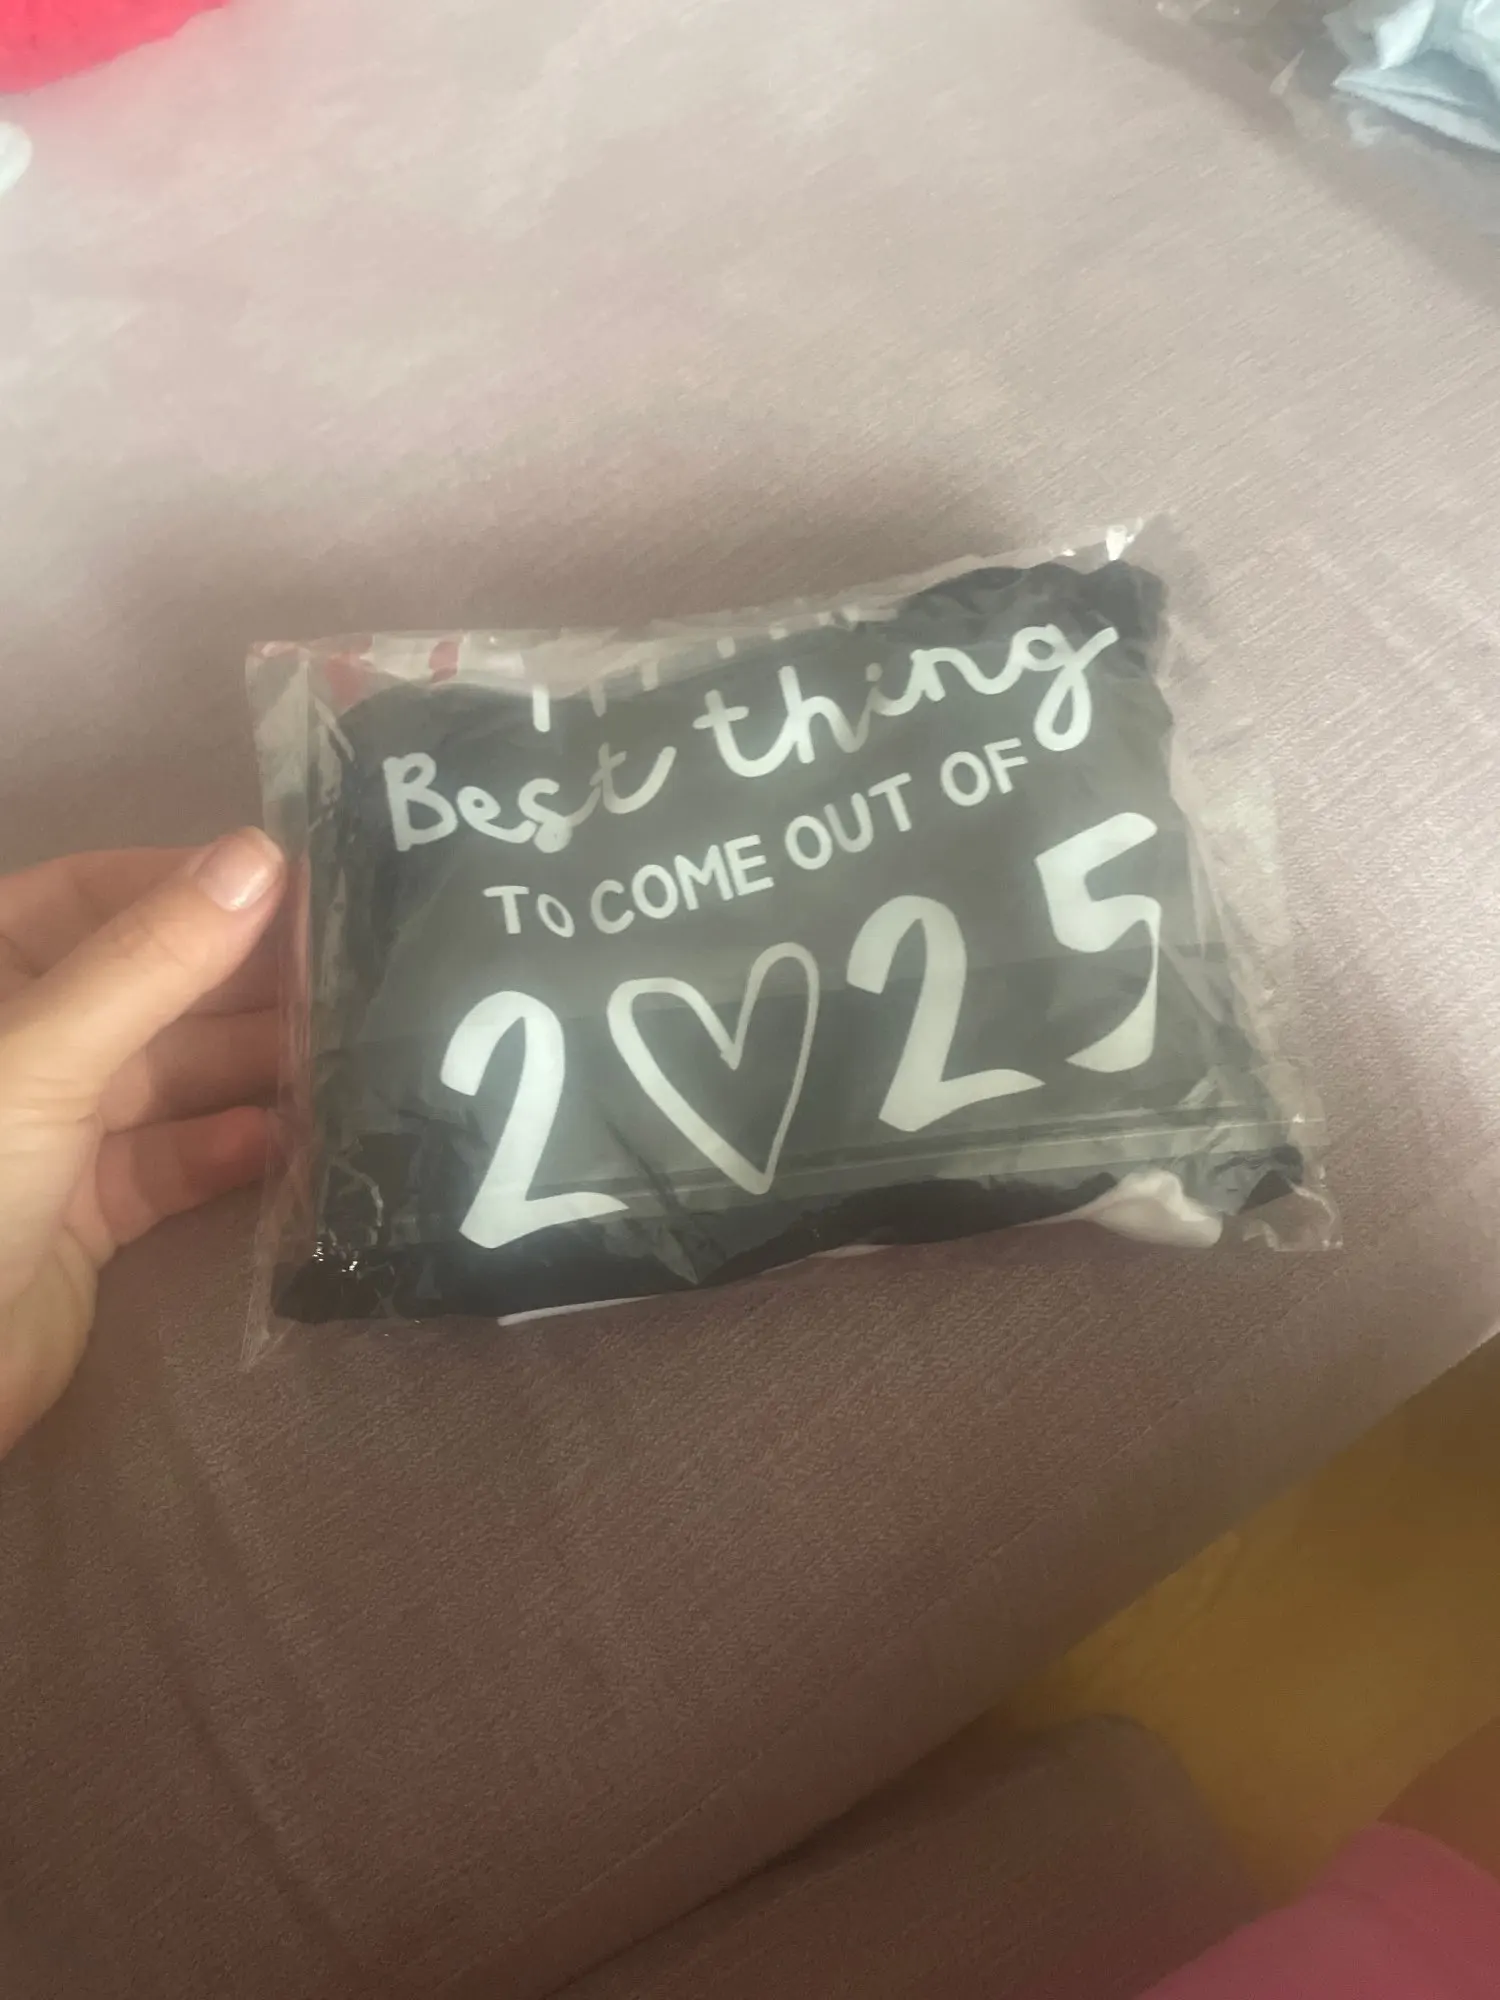 Best thing
TO COME OUT OF
2♡25